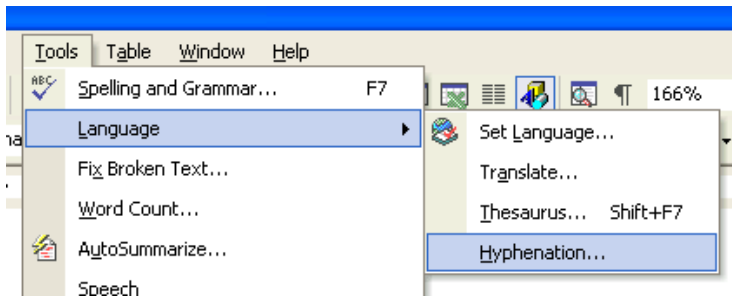 Tools Table Window Help
ABC
Spelling and Grammar... F7
166%
Language
Set Language...
Fix Broken Text...
Translate...
Word Count...
Thesaurus... Shift+F7
AutoSummarize...
Hyphenation...
Speech